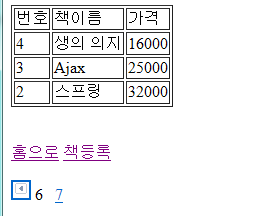 번호 책이름 가격
4 생의 의지 16000
3 Ajax 25000
2 스프링 32000
홈으로 책등록
6 7